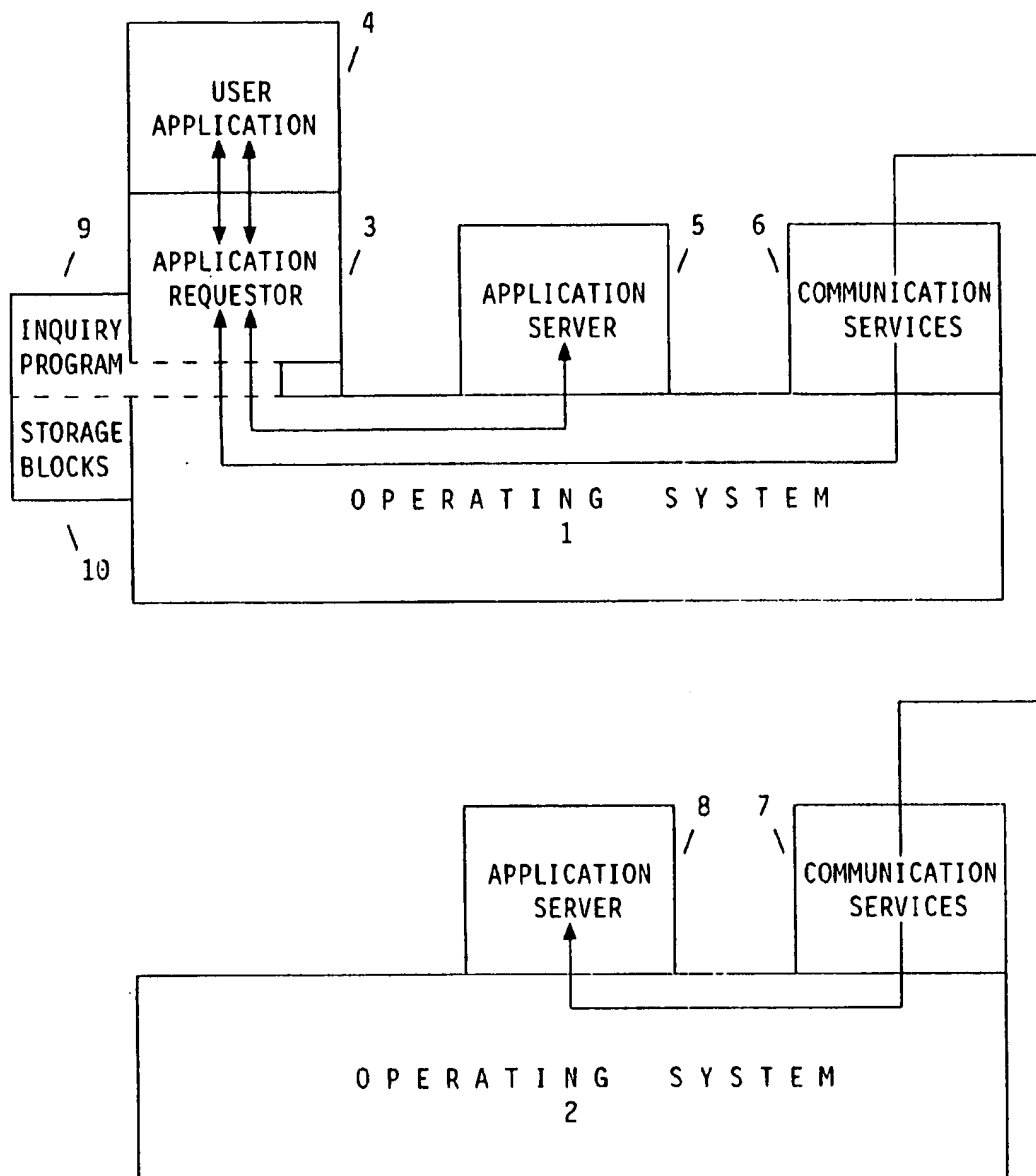 4
USER
APPLICATION
9
3
5
6
APPLICATION
REQUESTOR
APPLICATION
SERVER
COMMUNICATION
SERVICES
INQUIRY
PROGRAM
STORAGE
BLOCKS
OPERATING SYSTEM
1
10
8
7
APPLICATION
SERVER
COMMUNICATION
SERVICES
OPERATING SYSTEM
2